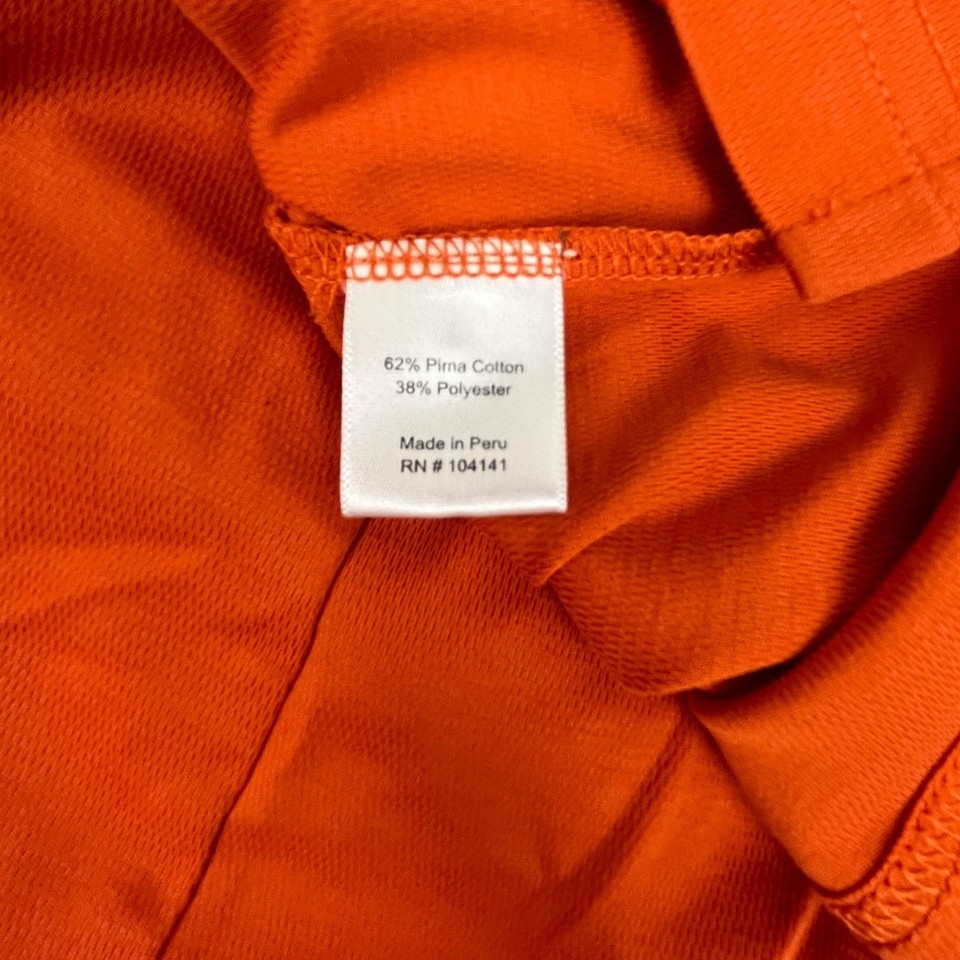 62% Pima Cotton
38% Polyester
Made in Peru
RN # 104141